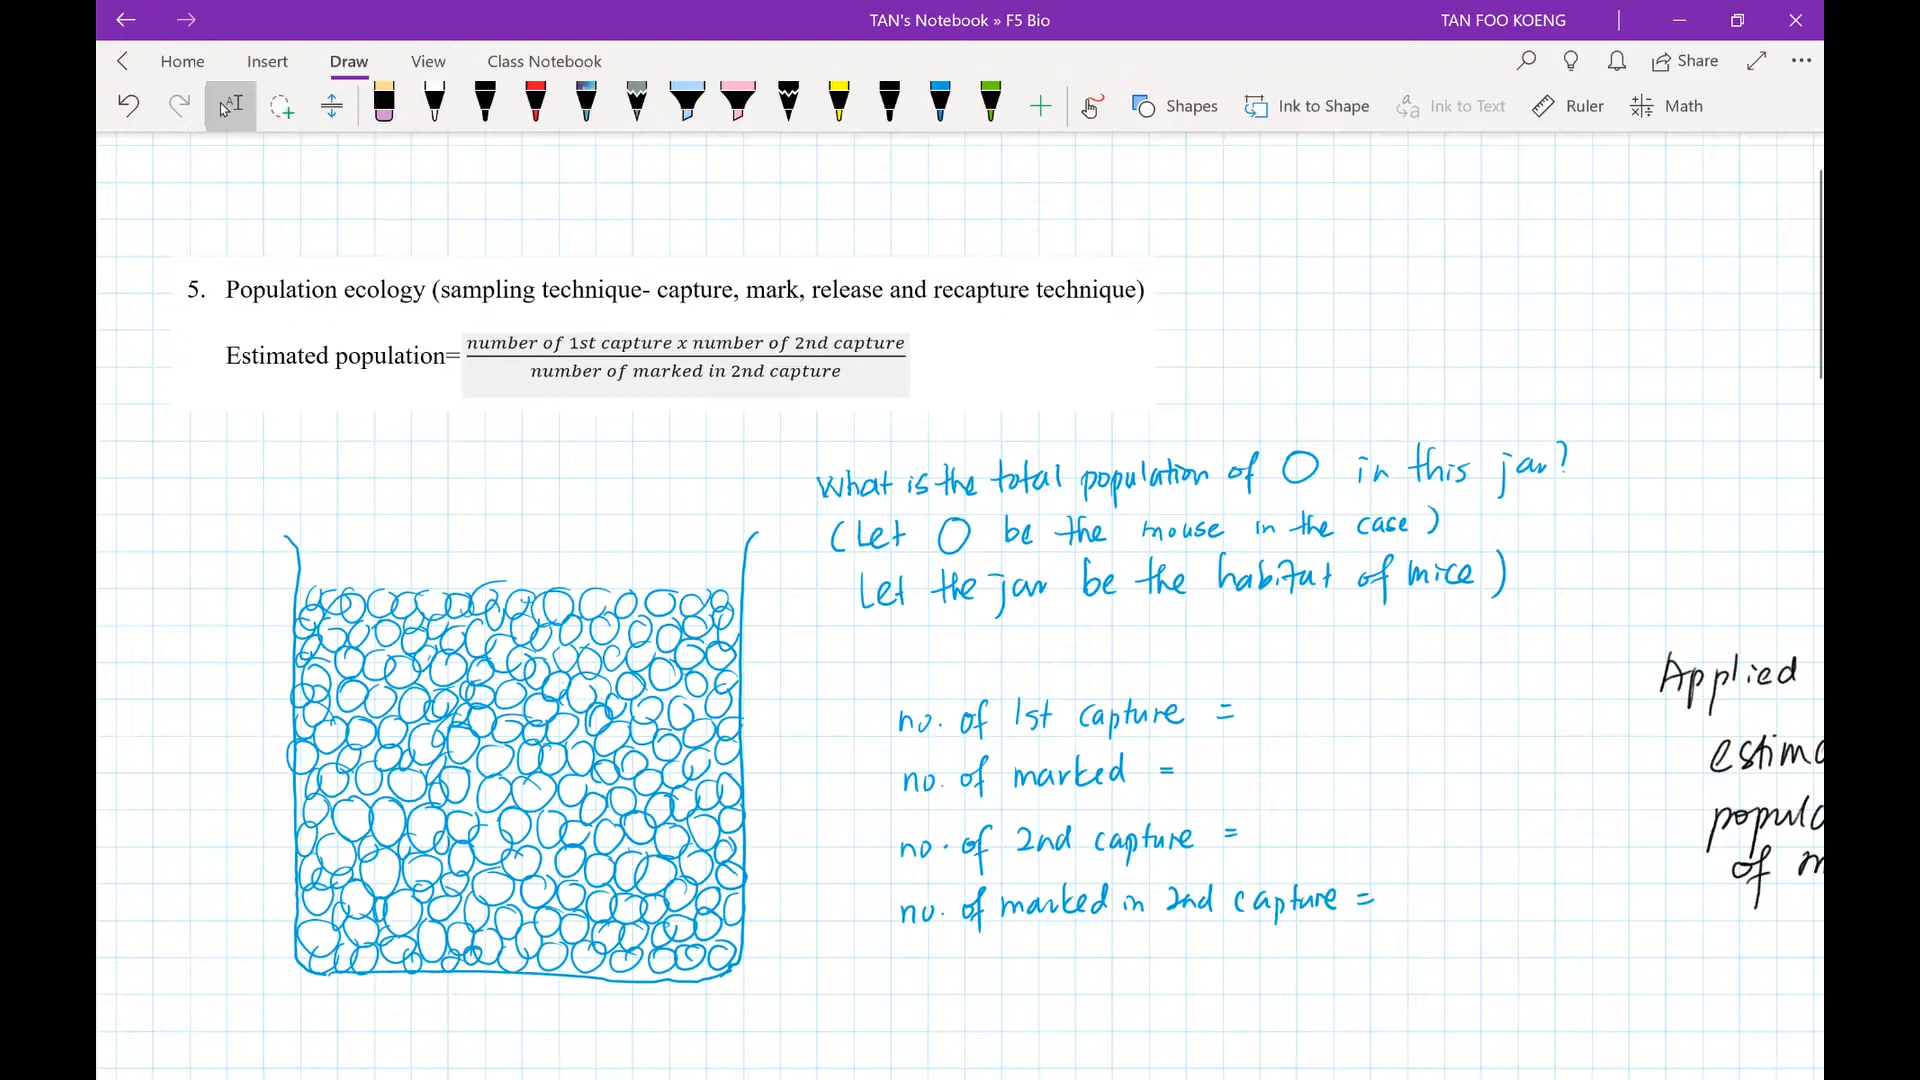 TAN's Notebook » F5 Bio
TAN FOO KOENG
Home Insert Draw View Class Notebook
Share
Shapes Ink to Shape Ink to Text Ruler Math
5. Population ecology (sampling technique- capture, mark, release and recapture technique)
number of 1st capture x number of 2nd capture
Estimated population=
number of marked in 2nd capture
What is the total population of O in this jar?
(Let O be the mouse in the case)
Let the jar be the habitat of mice)
no. of 1st capture =
no. of marked =
no. of 2nd capture =
no. of marked in 2nd capture =
Applied
estima
popula
of m